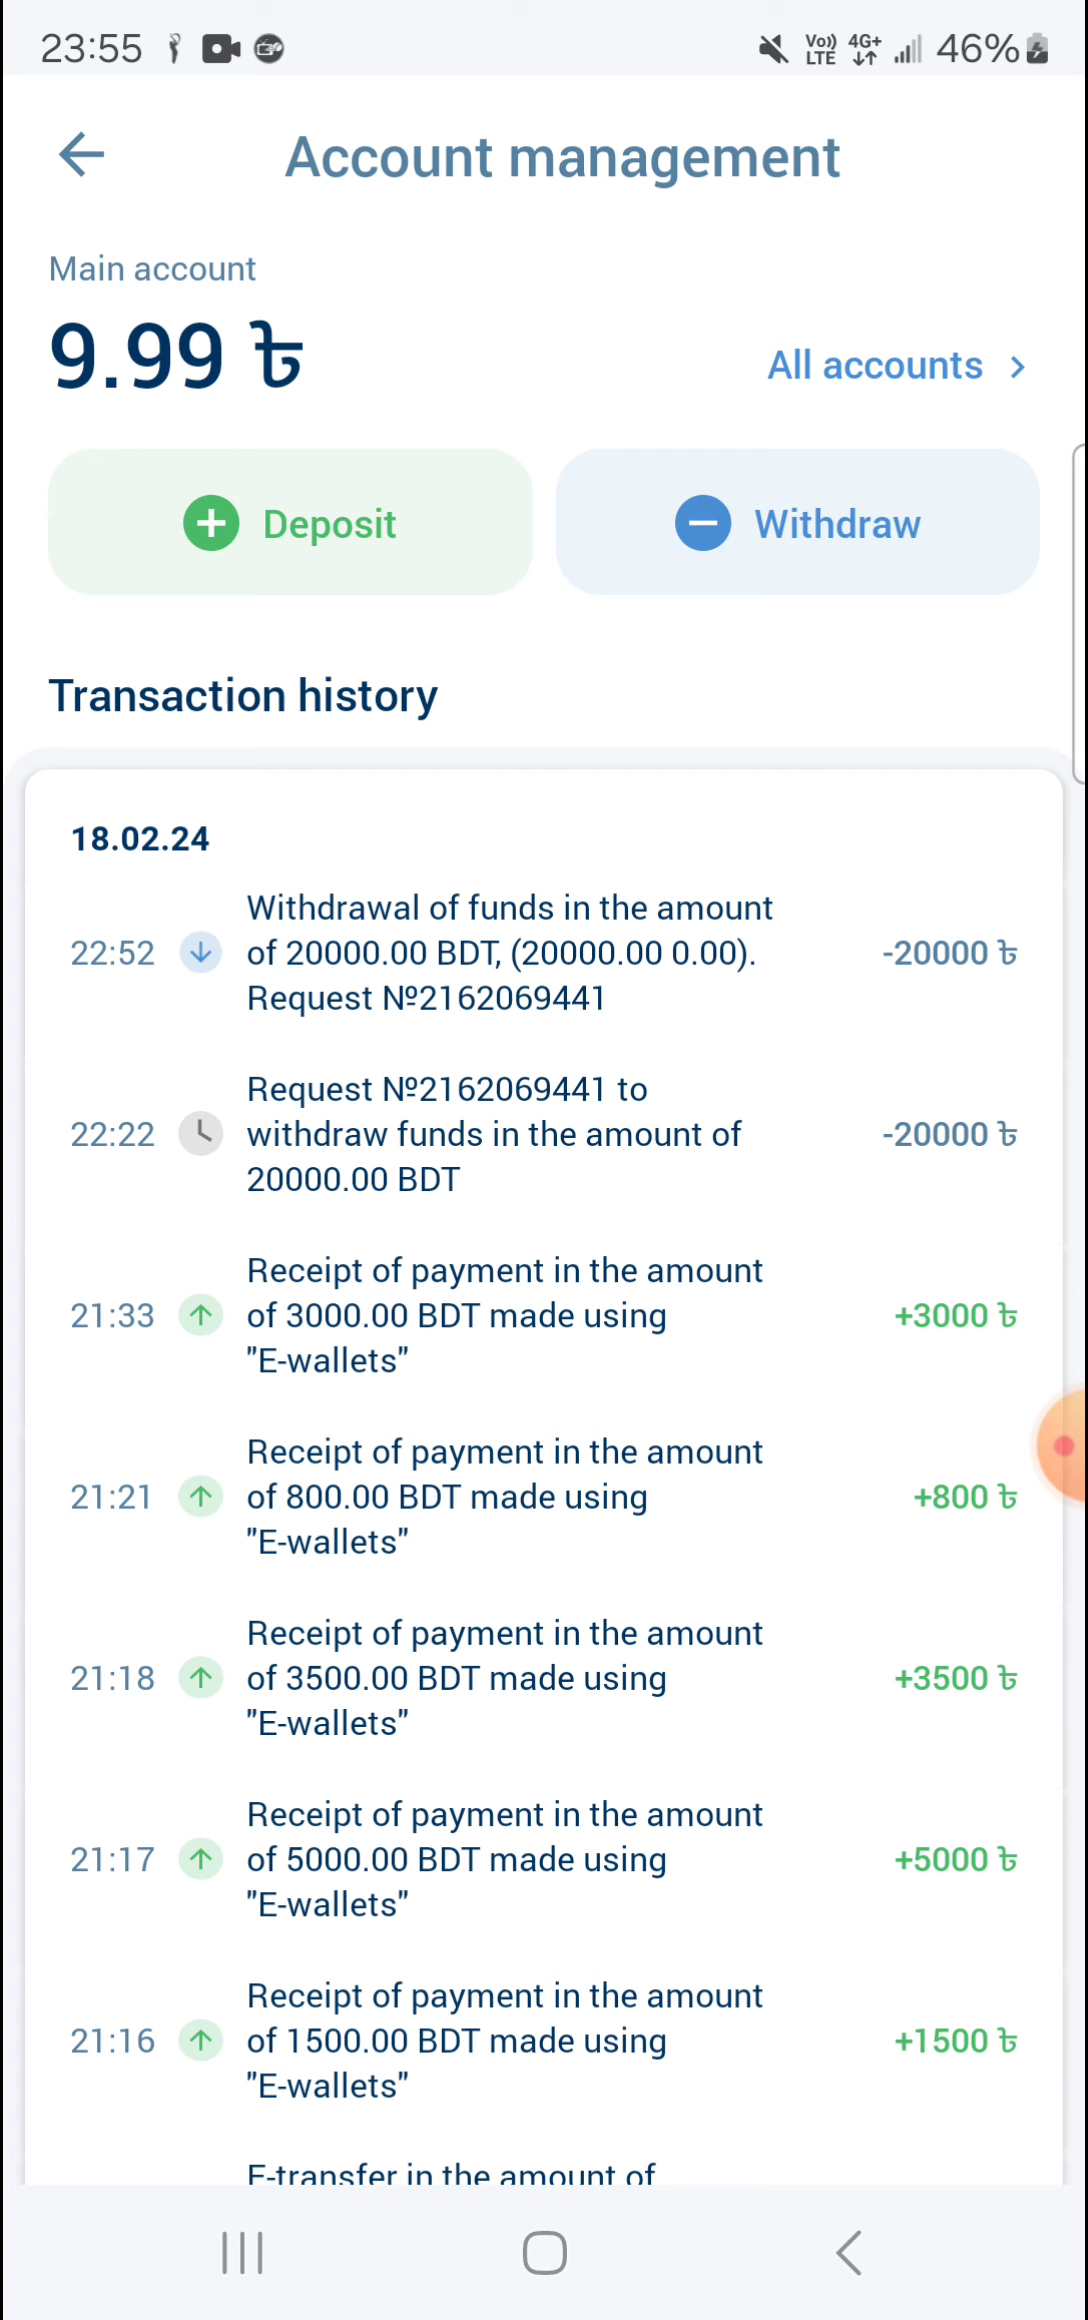 23:55
Vo)) LTE 4G+ 46%
Account management
Main account
9.99 ৳
All accounts
Deposit
Withdraw
Transaction history
18.02.24
Withdrawal of funds in the amount
22:52 of 20000.00 BDT, (20000.00 0.00). -20000 ৳
Request №2162069441
Request №2162069441 to
22:22 withdraw funds in the amount of -20000 ৳
20000.00 BDT
Receipt of payment in the amount
21:33 of 3000.00 BDT made using +3000 ৳
"E-wallets"
Receipt of payment in the amount
21:21 of 800.00 BDT made using +800 ৳
"E-wallets"
Receipt of payment in the amount
21:18 of 3500.00 BDT made using +3500 ৳
"E-wallets"
Receipt of payment in the amount
21:17 of 5000.00 BDT made using +5000 ৳
"E-wallets"
Receipt of payment in the amount
21:16 of 1500.00 BDT made using +1500 ৳
"E-wallets"
E-transfer in the amount of